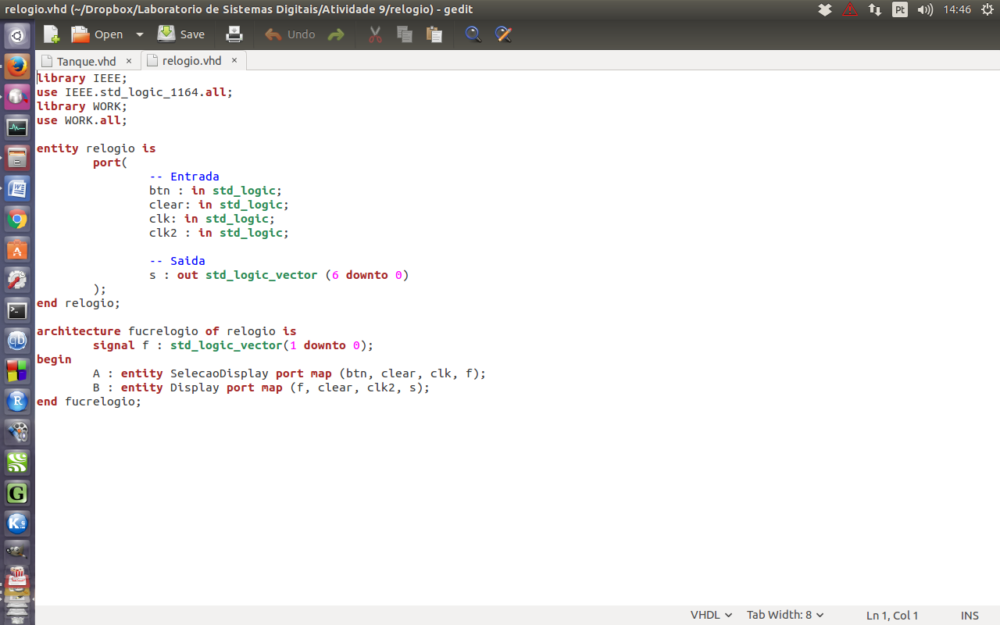 relogio.vhd (~/Dropbox/Laboratorio de Sistemas Digitais/Atividade 9/relogio) - gedit
Pt
14:46
Open
Save
Undo
Tanque.vhd ×
relogio.vhd ×
library IEEE;
use IEEE.std_logic_1164.all;
library WORK;
use WORK.all;
entity relogio is
port(
-- Entrada
btn : in std_logic;
clear: in std_logic;
clk: in std_logic;
clk2 : in std_logic;
-- Saida
s : out std_logic_vector (6 downto 0)
);
end relogio;
architecture fucrelogio of relogio is
signal f : std_logic_vector(1 downto 0);
begin
A : entity SelecaoDisplay port map (btn, clear, clk, f);
B : entity Display port map (f, clear, clk2, s);
end fucrelogio;
W
A
qb
R
G
K
VHDL
Tab Width: 8
Ln 1, Col 1
INS